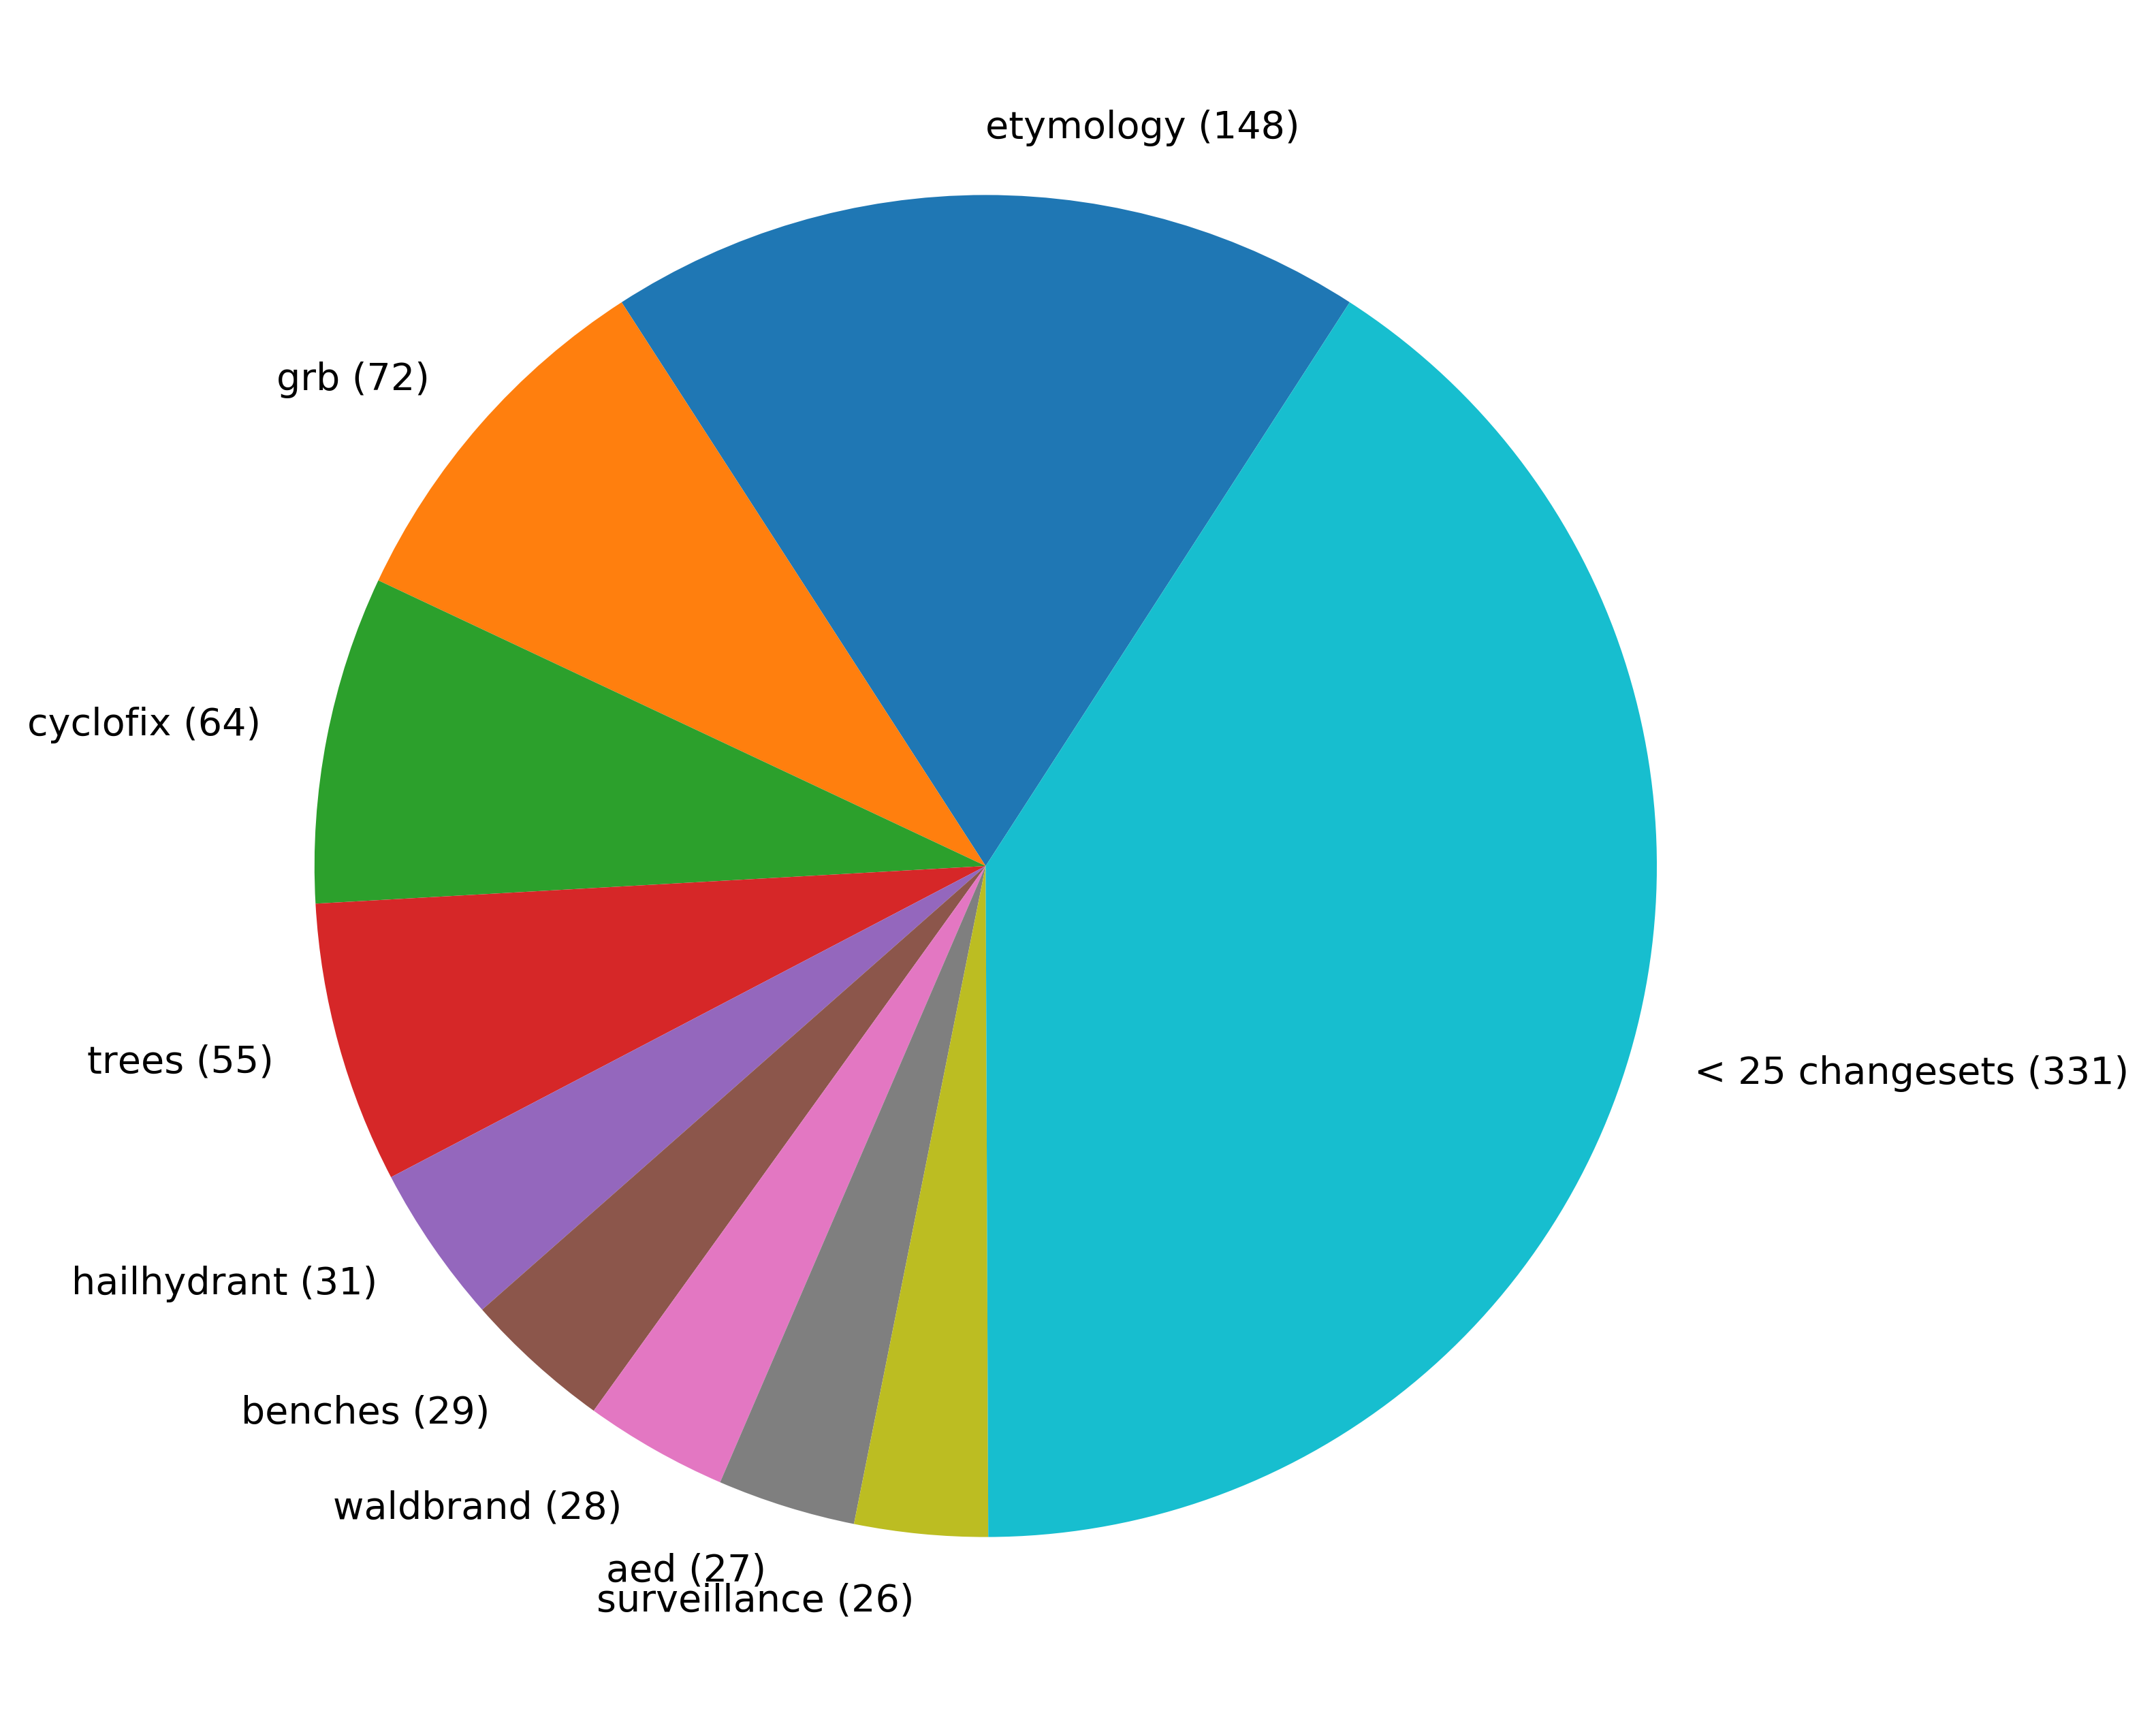 etymology (148)
grb (72)
cyclofix (64)
trees (55)
< 25 changesets (331)
hailhydrant (31)
benches (29)
waldbrand (28)
aed (27)
surveillance (26)